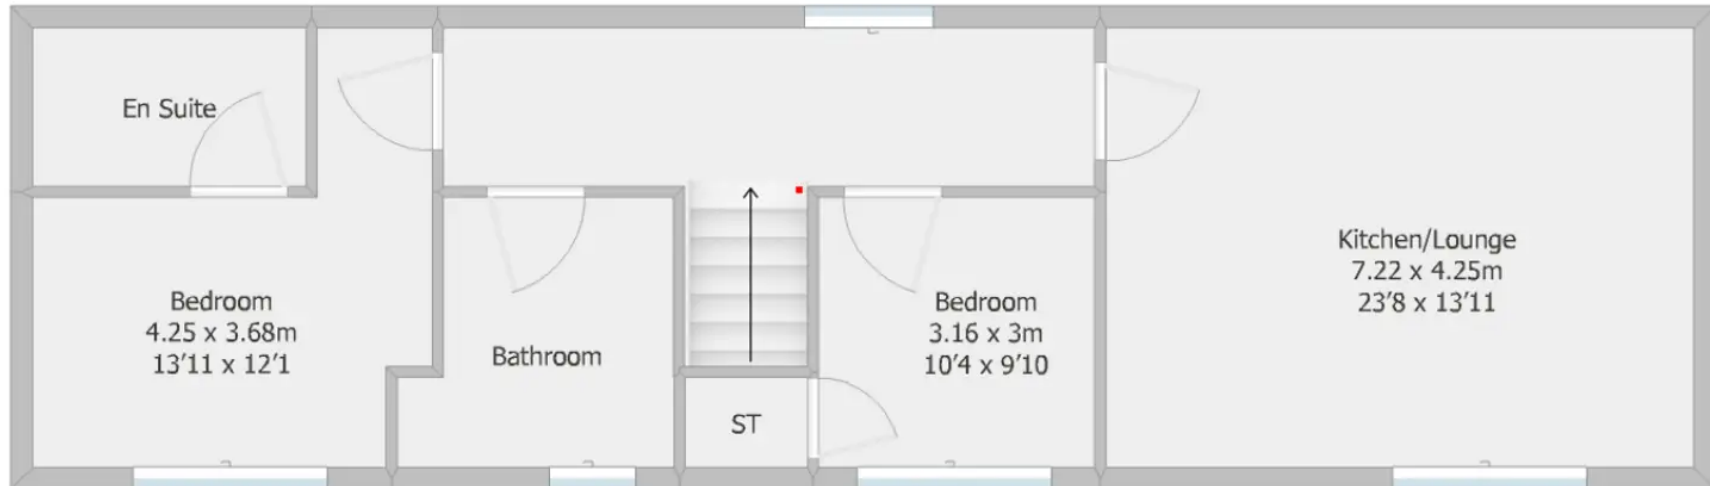 En Suite
Bedroom
4.25 x 3.68m
13'11 x 12'1
Bathroom
ST
Bedroom
3.16 x 3m
10'4 x 9'10
Kitchen/Lounge
7.22 x 4.25m
23'8 x 13'11